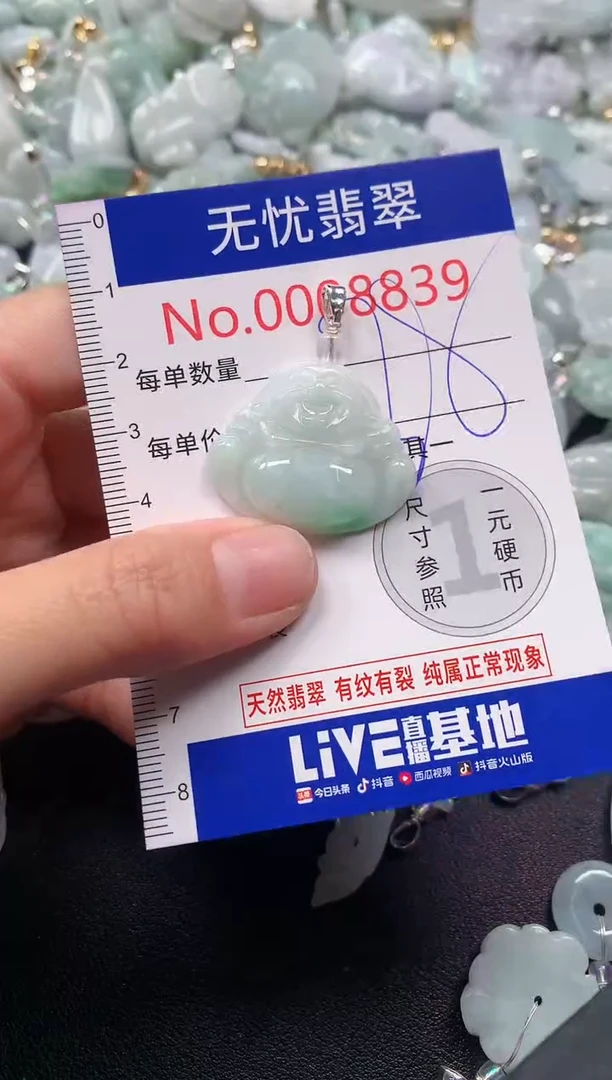 无忧翡翠
No.0008839
每单数量
每单价
其一
尺寸参照
1
一元硬币
天然翡翠 有纹有裂 纯属正常现象
LiVE直播基地
今日头条 抖音 西瓜视频 抖音火山版
0
1
2
3
4
7
8